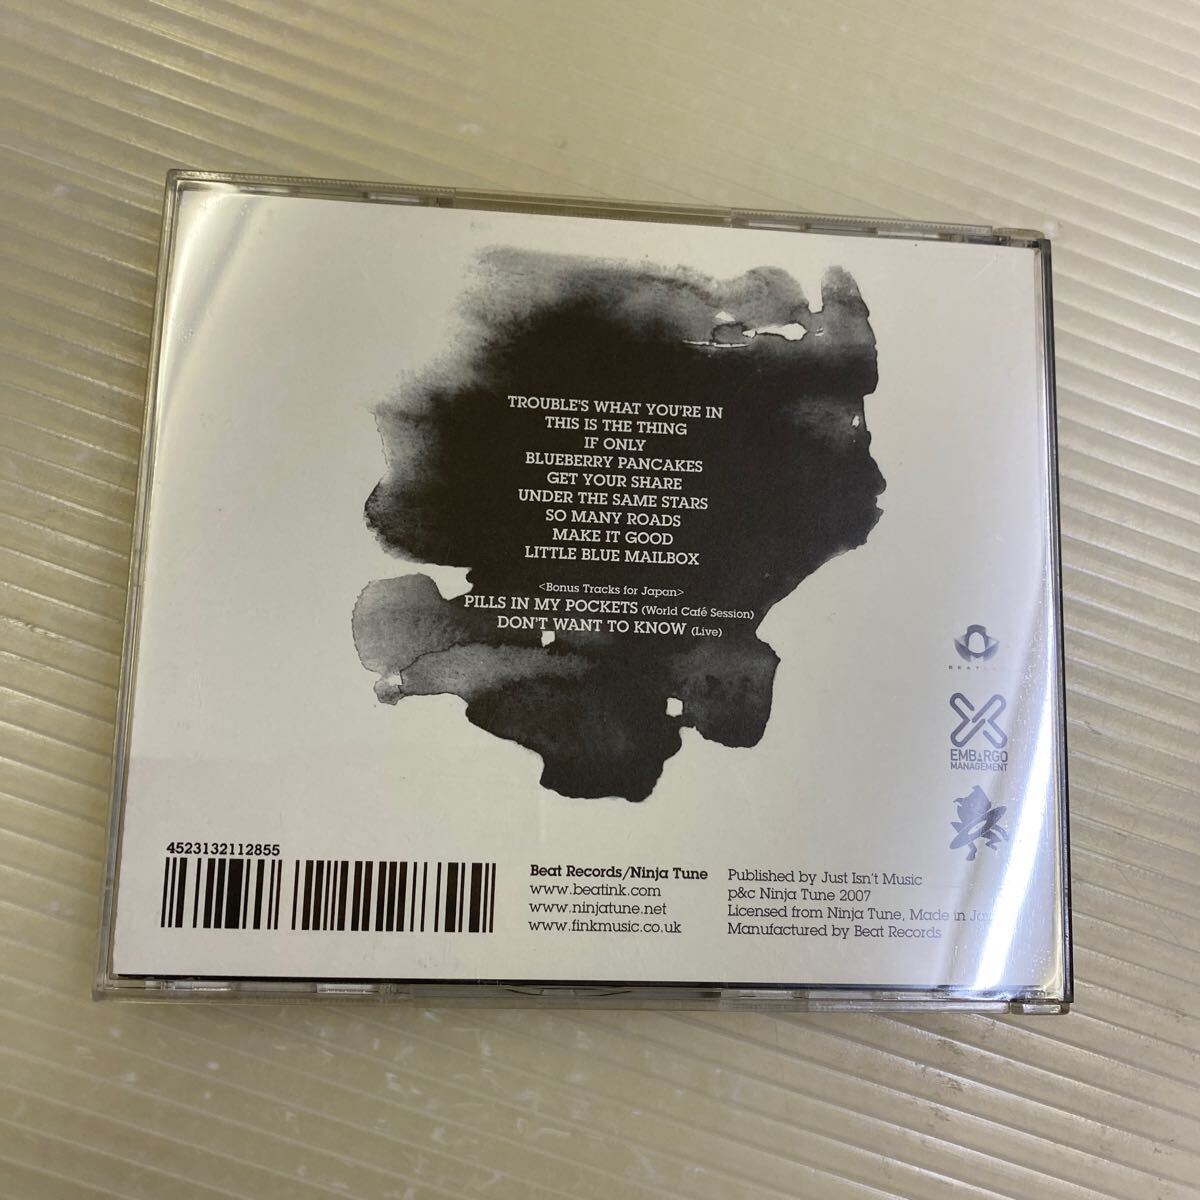 TROUBLE'S WHAT YOU'RE IN
THIS IS THE THING
IF ONLY
BLUEBERRY PANCAKES
GET YOUR SHARE
UNDER THE SAME STARS
SO MANY ROADS
MAKE IT GOOD
LITTLE BLUE MAILBOX
<Bonus Tracks for Japan>
PILLS IN MY POCKETS (World Café Session)
DON'T WANT TO KNOW (Live)
EMBARGO
MANAGEMENT
4523132112855
Beat Records/Ninja Tune
www.beatink.com
www.ninjatune.net
www.finkmusic.co.uk
Published by Just Isn't Music
p&c Ninja Tune 2007
Licensed from Ninja Tune, Made in
Manufactured by Beat Records